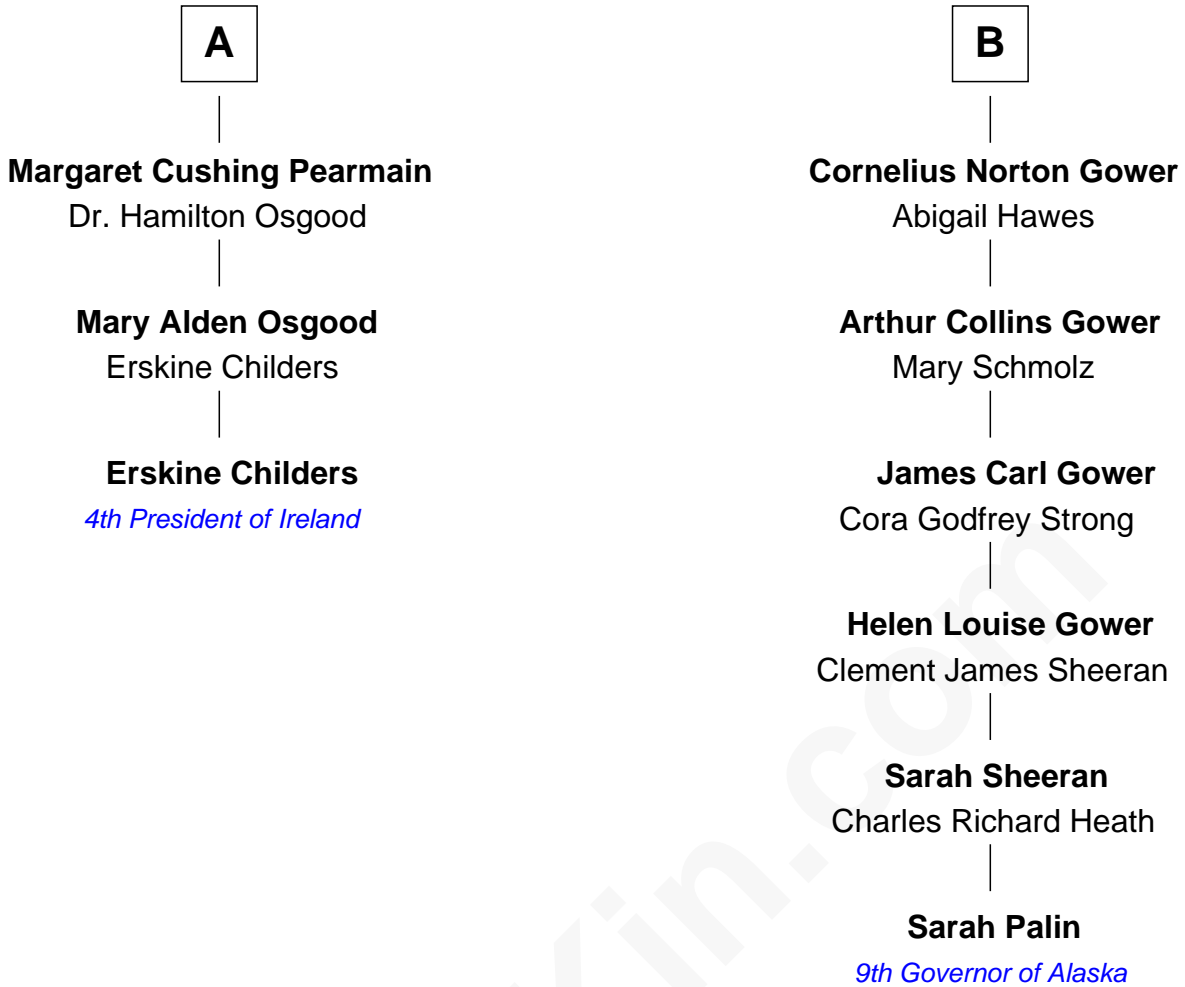 A
Margaret Cushing Pearmain
Dr. Hamilton Osgood
Mary Alden Osgood
Erskine Childers
Erskine Childers
4th President of Ireland
B
Cornelius Norton Gower
Abigail Hawes
Arthur Collins Gower
Mary Schmolz
James Carl Gower
Cora Godfrey Strong
Helen Louise Gower
Clement James Sheeran
Sarah Sheeran
Charles Richard Heath
Sarah Palin
9th Governor of Alaska
Kin.com